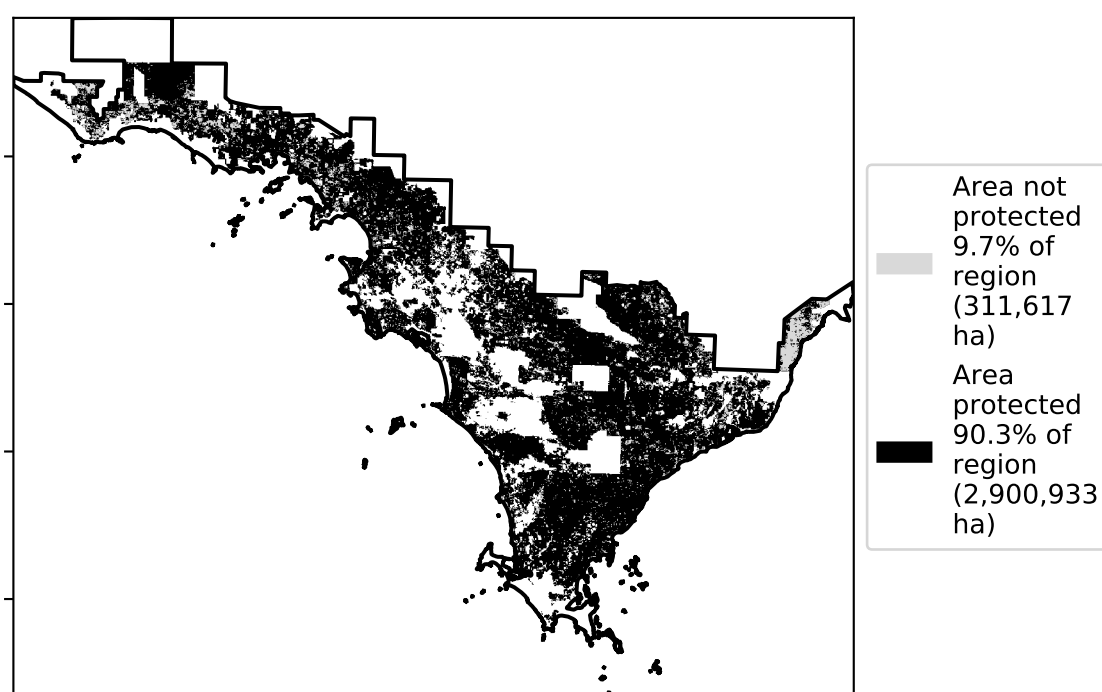 Area not
protected
9.7% of
region
(311,617
ha)
Area
protected
90.3% of
region
(2,900,933
ha)